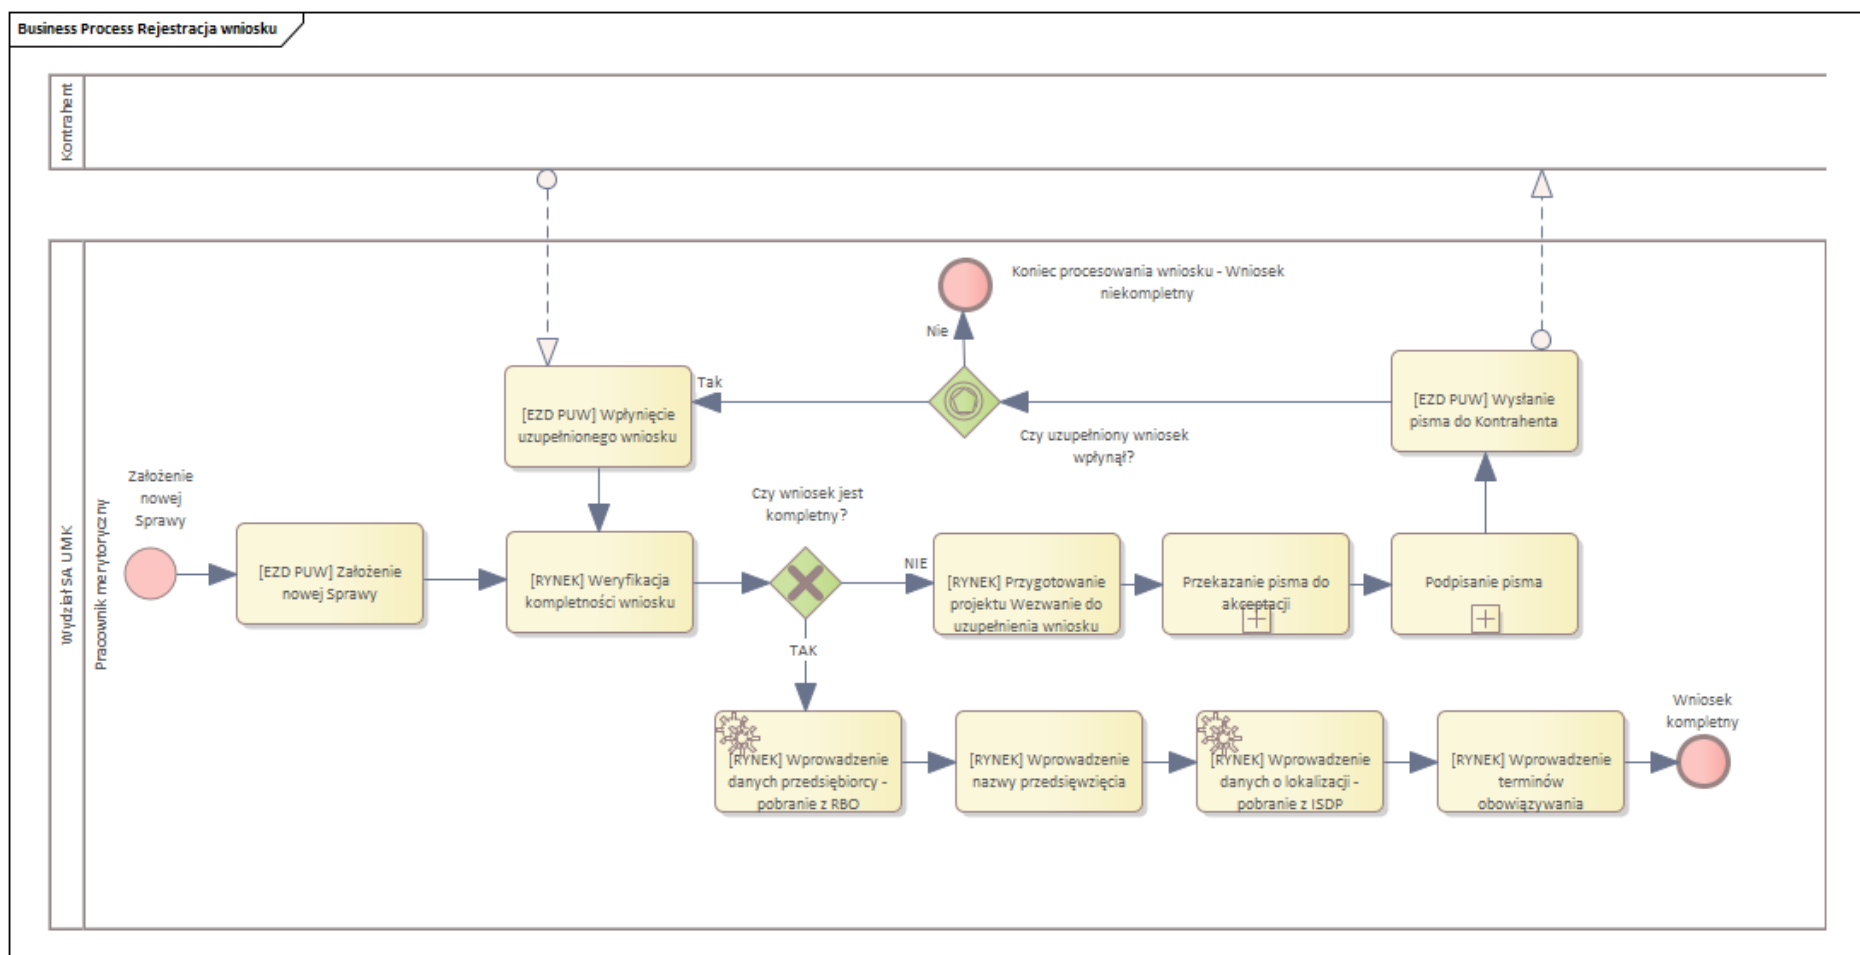 Business Process Rejestracja wniosku
Kontrahent
Wydział SA UMK
Pracownik merytoryczny
Koniec procesowania wniosku - Wniosek
niekompletny
Nie
Tak
[EZD PUW] Wpłynięcie
uzupełnionego wniosku
Czy uzupełniony wniosek
wpłynął?
[EZD PUW] Wysłanie
pisma do Kontrahenta
Założenie
nowej
Sprawy
[EZD PUW] Założenie
nowej Sprawy
[RYNEK] Weryfikacja
kompletności wniosku
Czy wniosek jest
kompletny?
NIE
[RYNEK] Przygotowanie
projektu Wezwanie do
uzupełnienia wniosku
Przekazanie pisma do
akceptacji
Podpisanie pisma
TAK
[RYNEK] Wprowadzenie
danych przedsiębiorcy -
pobranie z RBO
[RYNEK] Wprowadzenie
nazwy przedsięwzięcia
[RYNEK] Wprowadzenie
danych o lokalizacji -
pobranie z ISDP
[RYNEK] Wprowadzenie
terminów
obowiązywania
Wniosek
kompletny